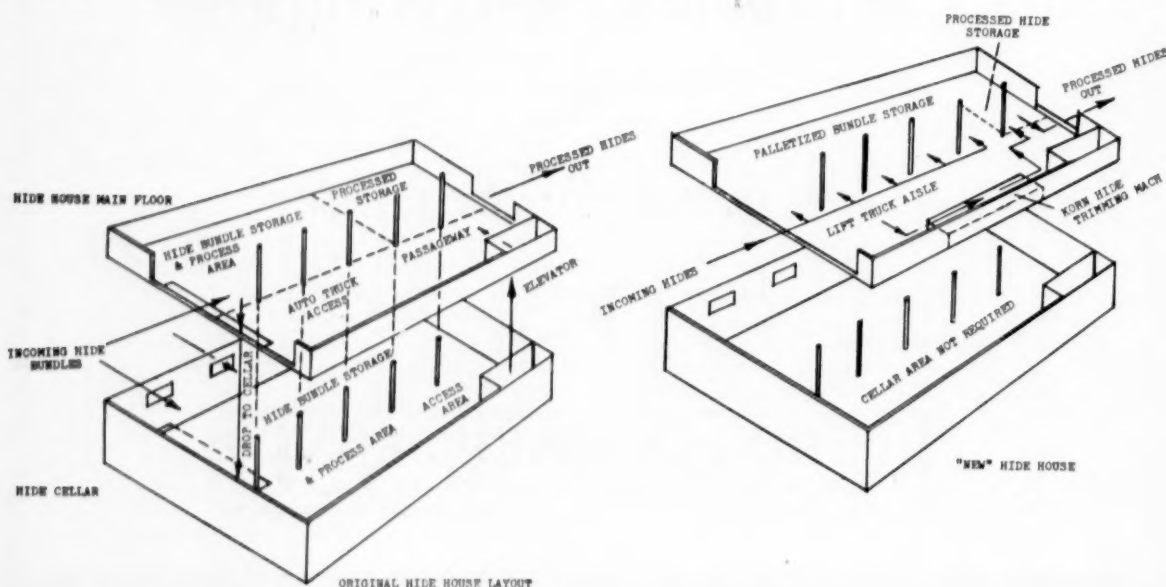 HIDE HOUSE MAIN FLOOR
HIDE BUNDLE STORAGE
& PROCESS
AREA
PROCESSED
STORAGE
PROCESSED HIDES
OUT
PASSAGEWAY
AUTO TRUCK
ACCESS
ELEVATOR
INCOMING HIDE
BUNDLES
DROP TO CELLAR
HIDE BUNDLE STORAGE
& PROCESS AREA
ACCESS
AREA
HIDE CELLAR
ORIGINAL HIDE HOUSE LAYOUT
PROCESSED HIDE
STORAGE
PROCESSED HIDES
OUT
PALLETIZED BUNDLE STORAGE
LIFT TRUCK AISLE
KORN HIDE
TRIMMING MACH
INCOMING HIDES
CELLAR AREA NOT REQUIRED
"NEW" HIDE HOUSE